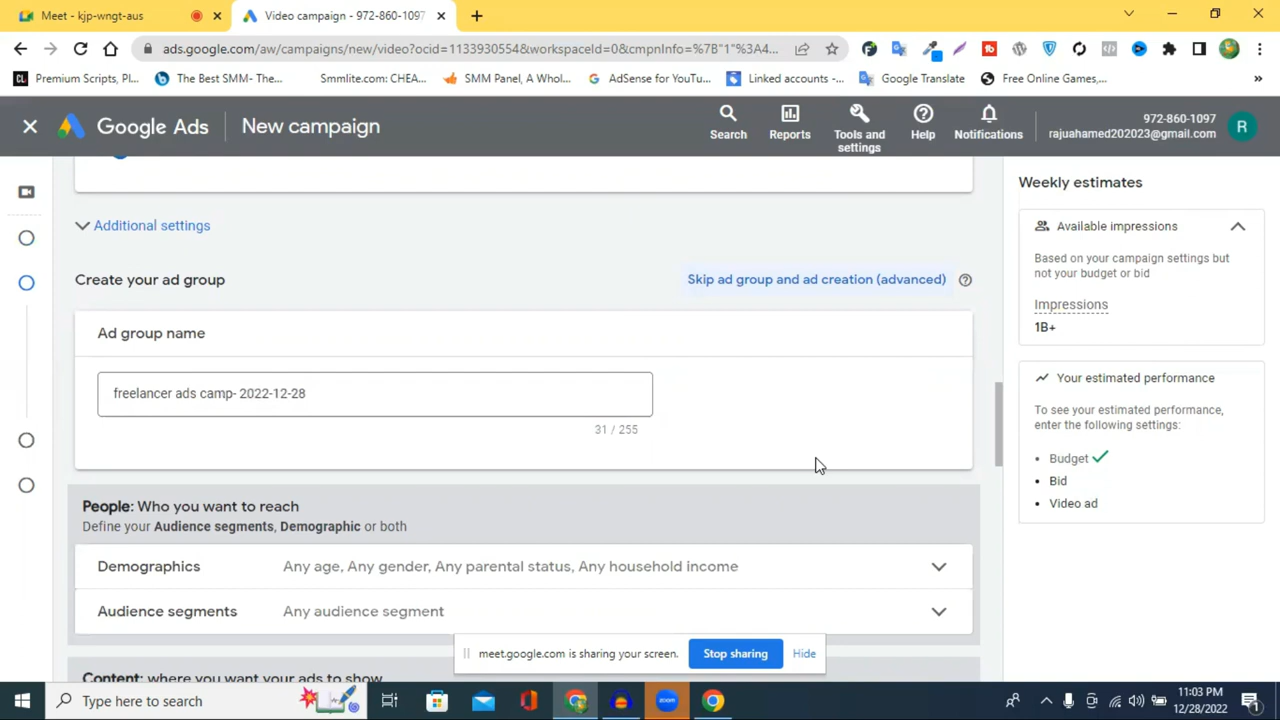 Meet - kjp-wngt-aus
Video campaign - 972-860-1097
ads.google.com/aw/campaigns/new/video?ocid=1133930554&workspaceId=0&cmpnInfo=%7B"1"%3A4...
Premium Scripts, Pl...
The Best SMM- The...
Smmlite.com: CHEA...
SMM Panel, A Whol...
AdSense for YouTu...
Linked accounts -...
Google Translate
Free Online Games,...
Google Ads
New campaign
Search
Reports
Tools and settings
Help
Notifications
972-860-1097
rajuahamed202023@gmail.com
R
Additional settings
Create your ad group
Skip ad group and ad creation (advanced)
Ad group name
freelancer ads camp- 2022-12-28
31 / 255
People: Who you want to reach
Define your Audience segments, Demographic or both
Demographics
Any age, Any gender, Any parental status, Any household income
Audience segments
Any audience segment
Content: where you want your ads to show
Weekly estimates
Available impressions
Based on your campaign settings but
not your budget or bid
Impressions
1B+
Your estimated performance
To see your estimated performance,
enter the following settings:
Budget
Bid
Video ad
meet.google.com is sharing your screen.
Stop sharing
Hide
Type here to search
zoom
11:03 PM
12/28/2022
1